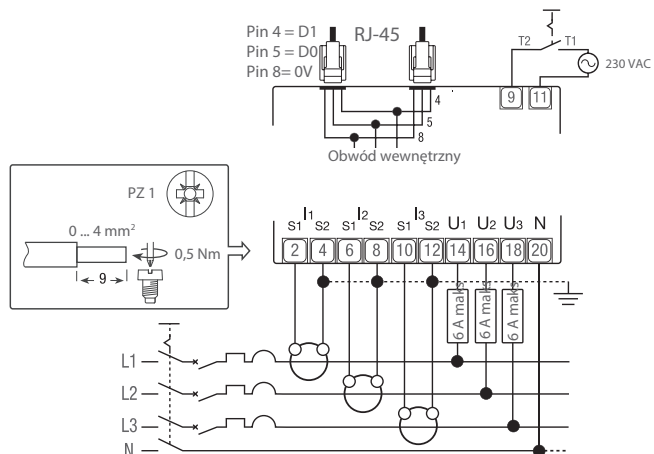 Pin 4 = D1
Pin 5 = D0
Pin 8= 0V
RJ-45
T2 T1
230 VAC
9 11
4
5
8
Obwód wewnętrzny
PZ 1
0 ... 4 mm²
0,5 Nm
9
I1 I2 I3 U1 U2 U3 N
S1 S2 S1 S2 S1 S2
2 4 6 8 10 12 14 16 18 20
6 A maks
6 A maks
6 A maks
L1
L2
L3
N